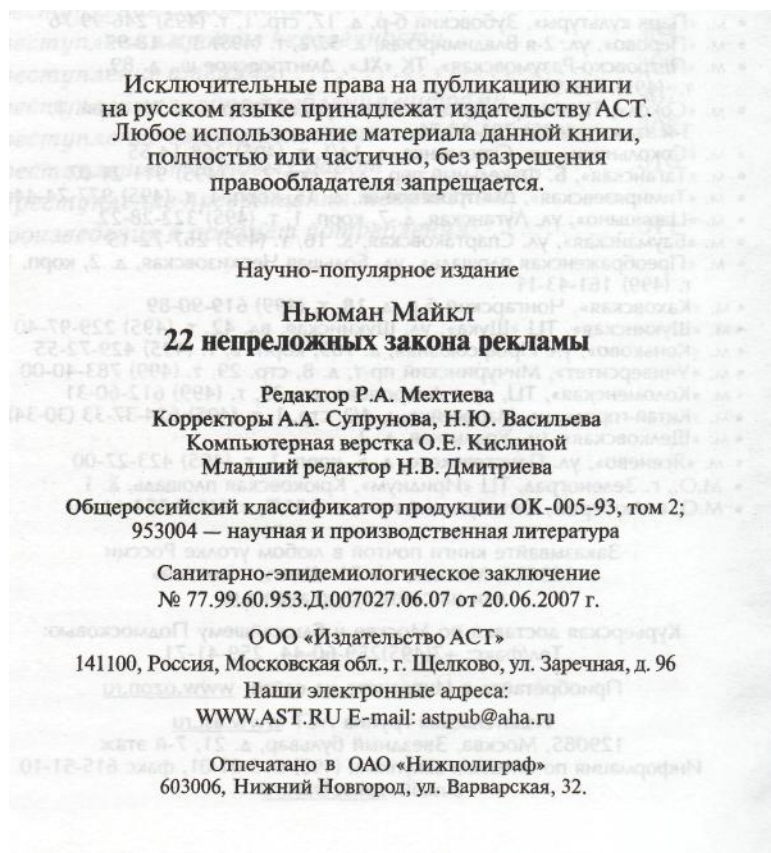 Исключительные права на публикацию книги
на русском языке принадлежат издательству АСТ.
Любое использование материала данной книги,
полностью или частично, без разрешения
правообладателя запрещается.
Научно-популярное издание
Ньюман Майкл
22 непреложных закона рекламы
Редактор Р.А. Мехтиева
Корректоры А.А. Супрунова, Н.Ю. Васильева
Компьютерная верстка О.Е. Кислиной
Младший редактор Н.В. Дмитриева
Общероссийский классификатор продукции ОК-005-93, том 2;
953004 — научная и производственная литература
Санитарно-эпидемиологическое заключение
№ 77.99.60.953.Д.007027.06.07 от 20.06.2007 г.
ООО «Издательство АСТ»
141100, Россия, Московская обл., г. Щелково, ул. Заречная, д. 96
Наши электронные адреса:
WWW.AST.RU E-mail: astpub@aha.ru
Отпечатано в ОАО «Нижполиграф»
603006, Нижний Новгород, ул. Варварская, 32.